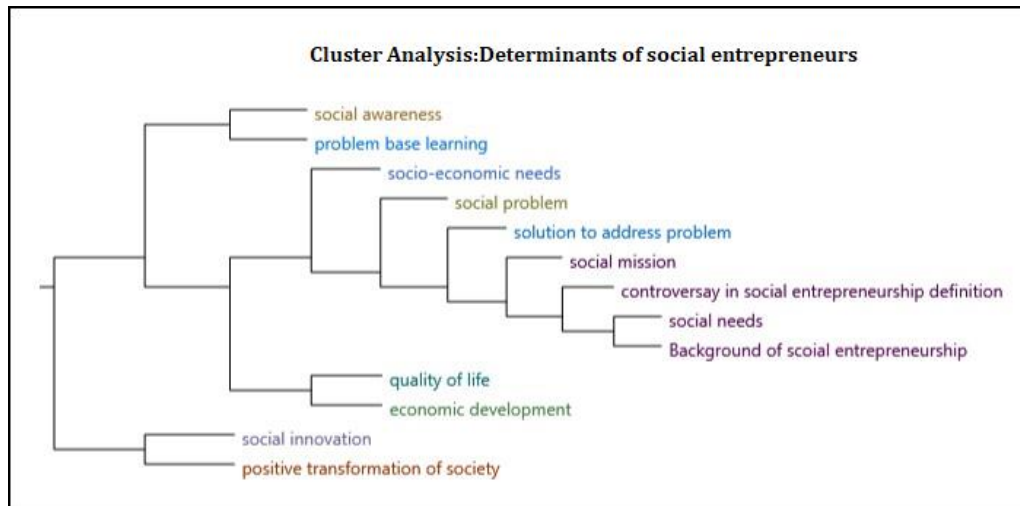 Cluster Analysis:Determinants of social entrepreneurs
social awareness
problem base learning
socio-economic needs
social problem
solution to address problem
social mission
controversay in social entrepreneurship definition
social needs
Background of scoial entrepreneurship
quality of life
economic development
social innovation
positive transformation of society